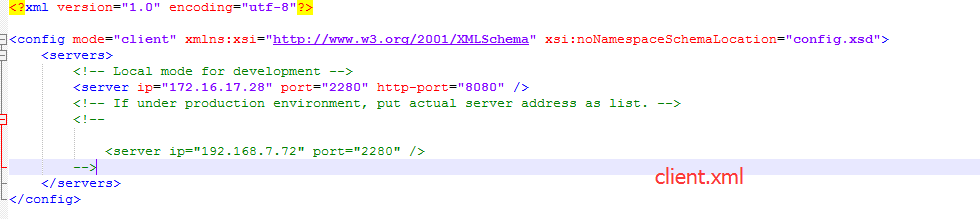 <?xml version="1.0" encoding="utf-8"?>
<config mode="client" xmlns:xsi="http://www.w3.org/2001/XMLSchema" xsi:noNamespaceSchemaLocation="config.xsd">
<servers>
<!-- Local mode for development -->
<server ip="172.16.17.28" port="2280" http-port="8080" />
<!-- If under production environment, put actual server address as list. -->
<!--
<server ip="192.168.7.72" port="2280" />
-->
client.xml
</servers>
</config>